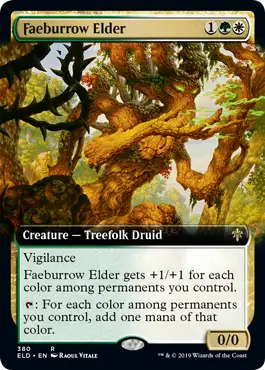 Faeburrow Elder 1
Creature — Treefolk Druid
Vigilance
Faeburrow Elder gets +1/+1 for each
color among permanents you control.
: For each color among permanents
you control, add one mana of that
color.
0/0
380 R
ELD • EN Raoul Vitale
™ & © 2019 Wizards of the Coast